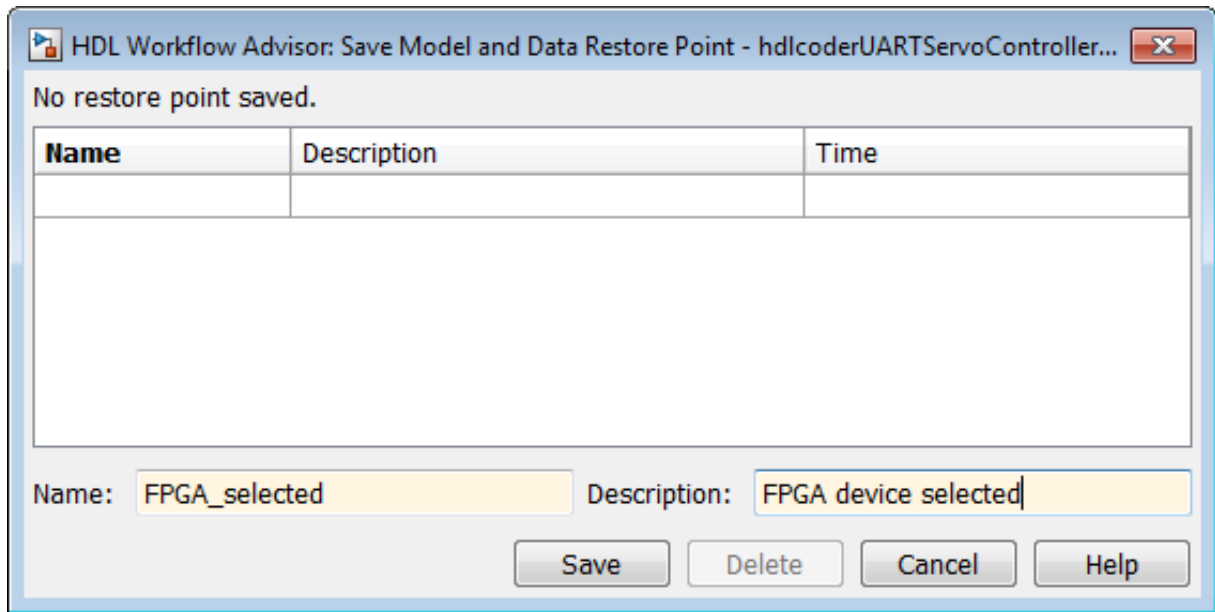 HDL Workflow Advisor: Save Model and Data Restore Point - hdlcoderUARTServoController...
No restore point saved.
Name Description Time
Name: FPGA_selected Description: FPGA device selected
Save Delete Cancel Help